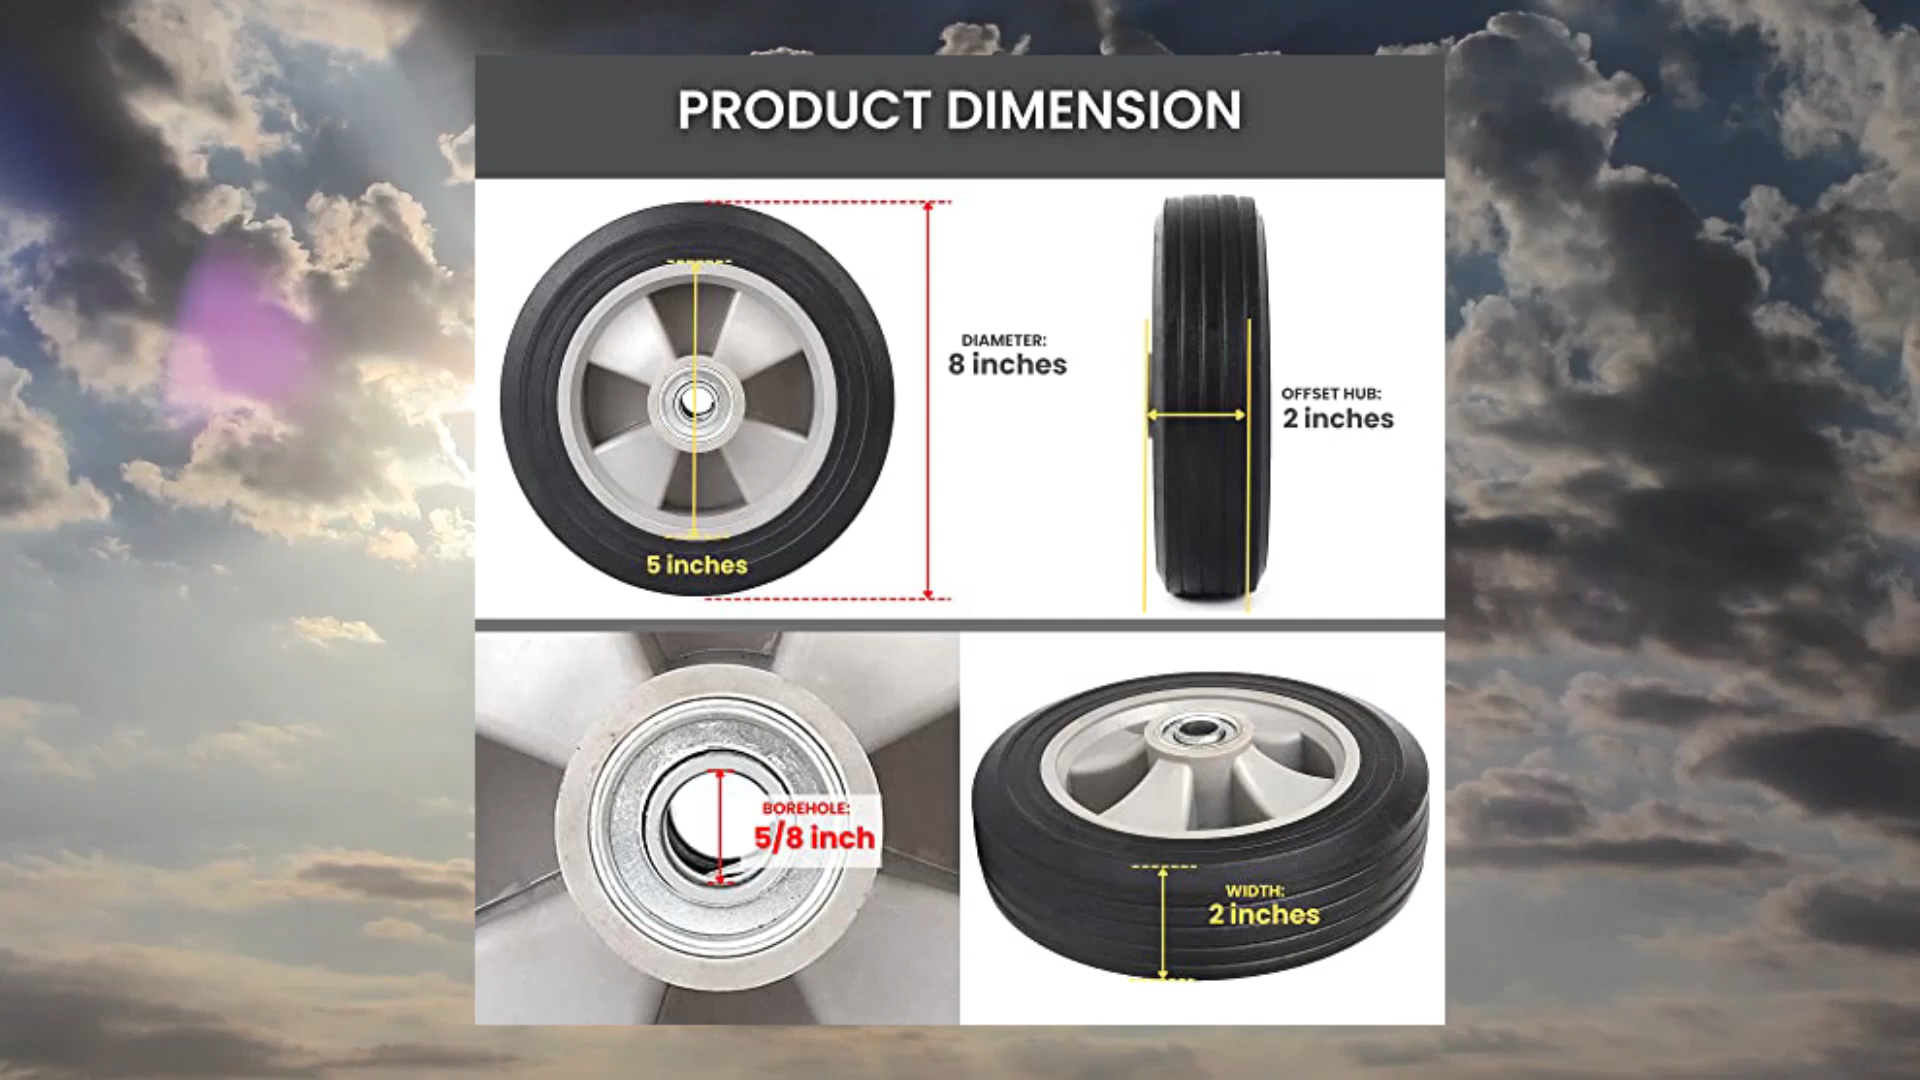 PRODUCT DIMENSION
DIAMETER:
8 inches
OFFSET HUB:
2 inches
5 inches
BOREHOLE:
5/8 inch
WIDTH:
2 inches